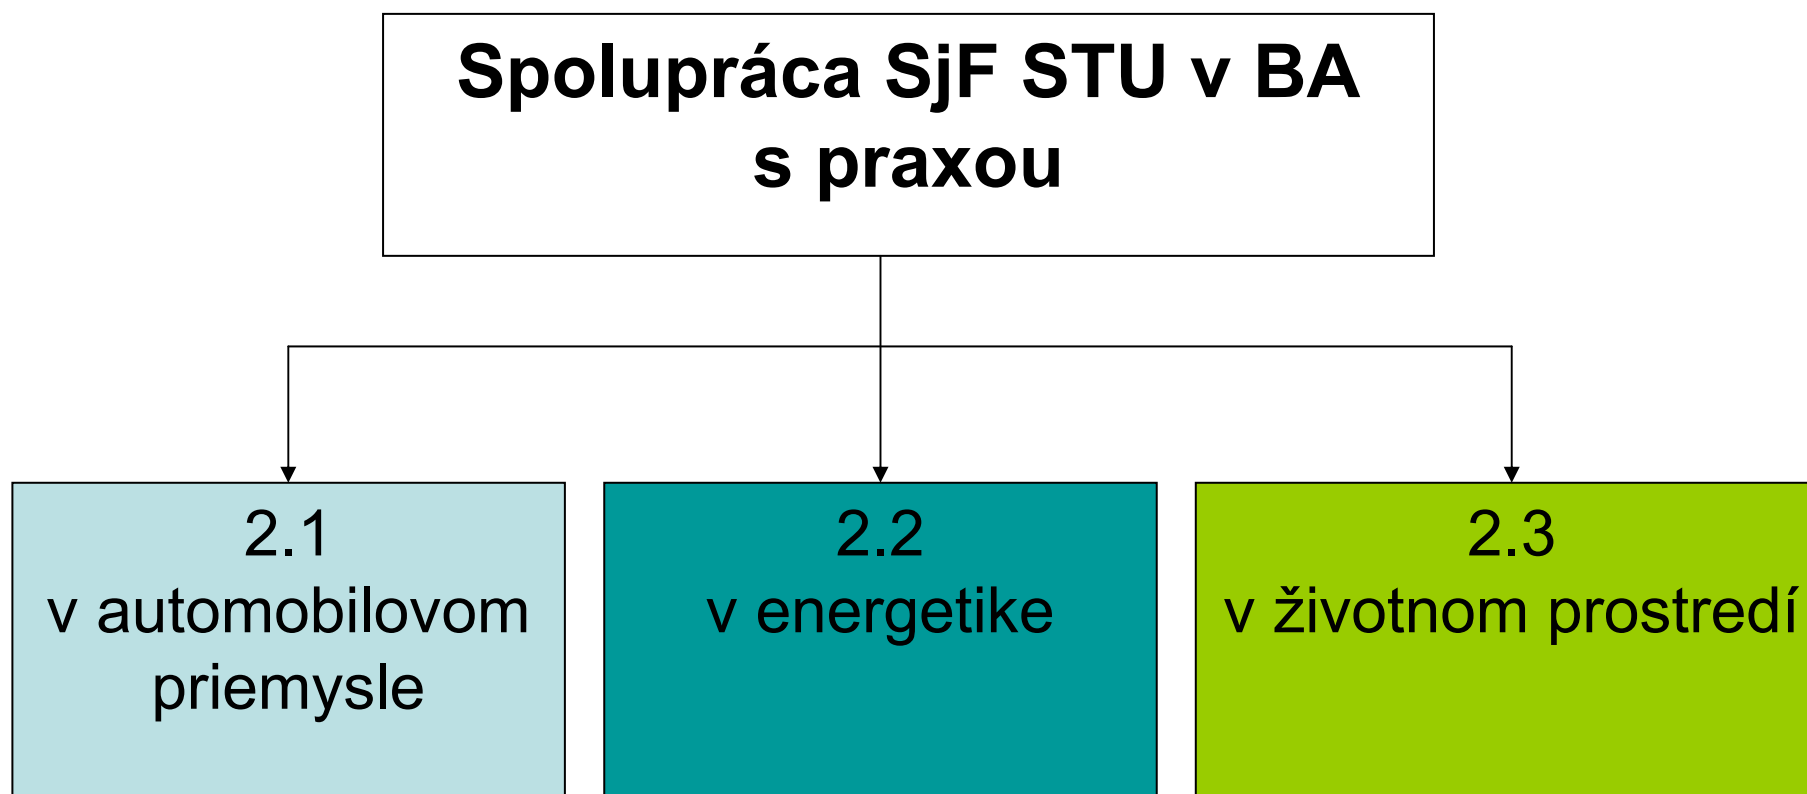 Spolupráca SjF STU v BA
s praxou
2.1
v automobilovom
priemysle
2.2
v energetike
2.3
v životnom prostredí